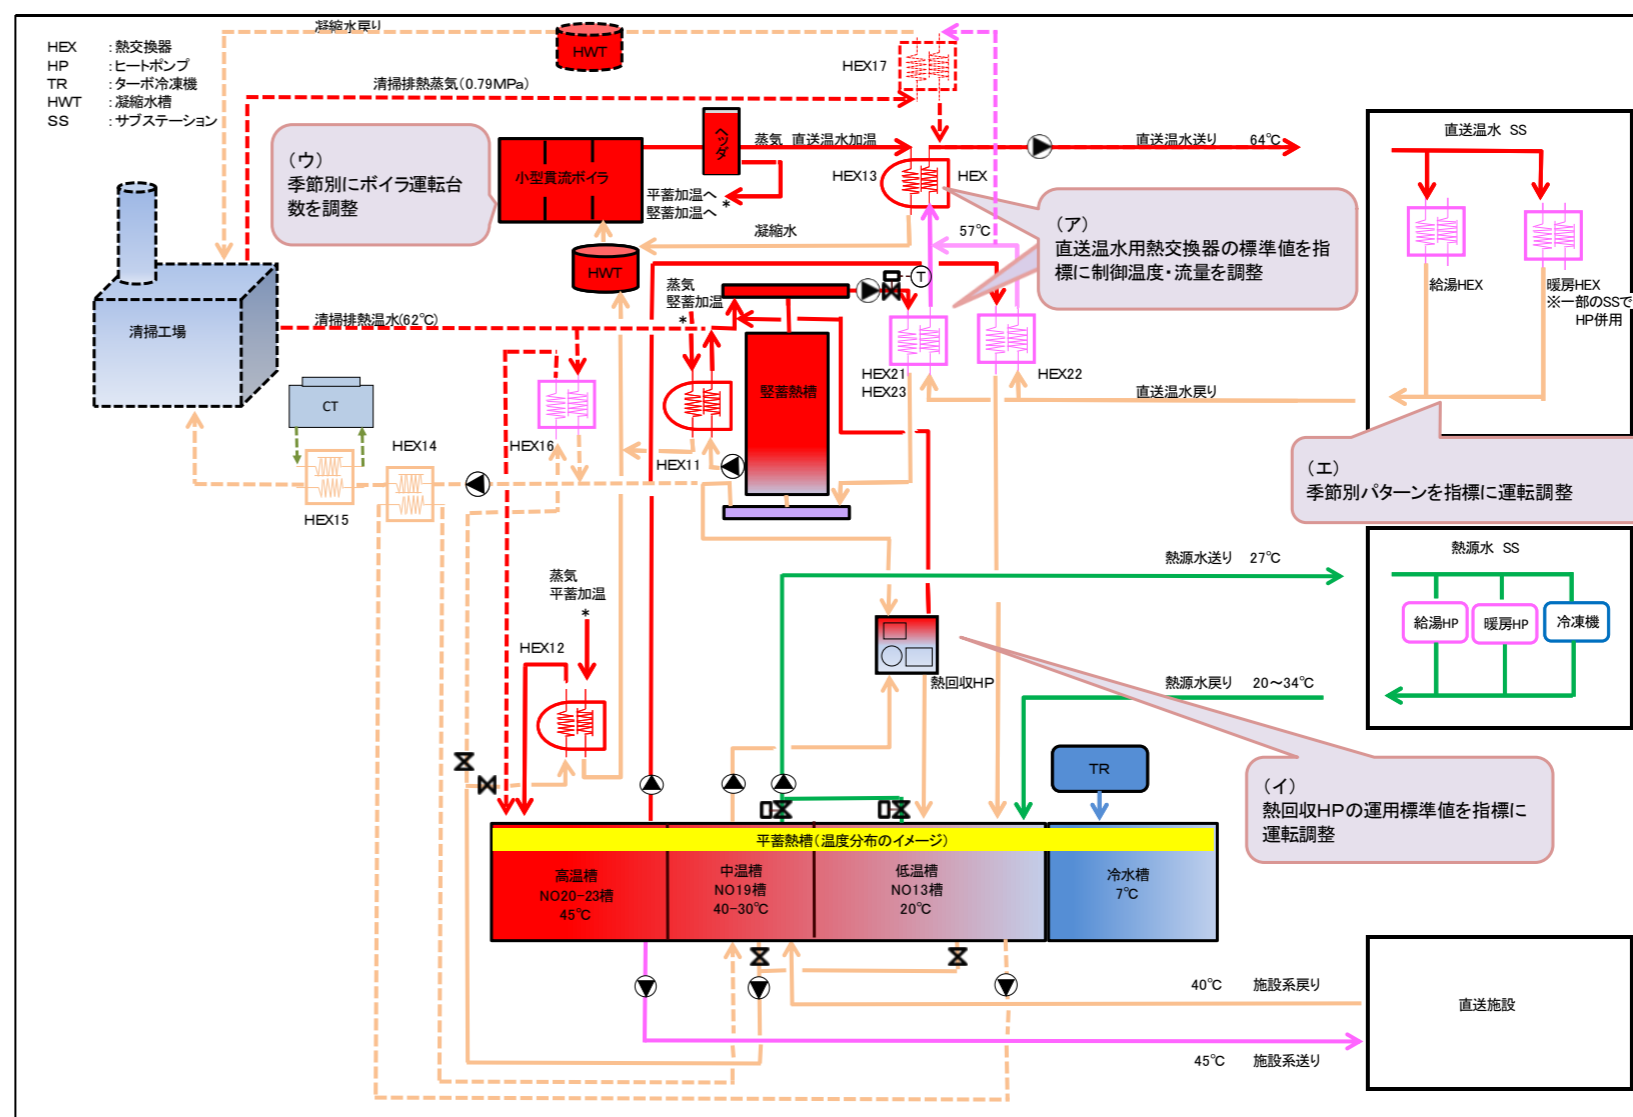 HEX :熱交換器
HP :ヒートポンプ
TR :ターボ冷凍機
HWT :凝縮水槽
SS :サブステーション
凝縮水戻り
HWT
HEX17
清掃排熱蒸気(0.79MPa)
(ウ)
季節別にボイラ運転台
数を調整
小型貫流ボイラ
ヘッダ
蒸気 直送温水加温
直送温水送り 64℃
HEX13
HEX
平蓄加温へ
竪蓄加温へ *
凝縮水
57℃
(ア)
直送温水用熱交換器の標準値を指
標に制御温度・流量を調整
直送温水 SS
給湯HEX
暖房HEX
※一部のSSで
HP併用
HWT
蒸気
竪蓄加温
*
T
清掃工場
清掃排熱温水(62℃)
竪蓄熱槽
HEX21
HEX23
HEX22
直送温水戻り
CT
HEX14
HEX16
HEX11
HEX15
(エ)
季節別パターンを指標に運転調整
蒸気
平蓄加温
*
HEX12
熱源水送り 27℃
熱源水 SS
給湯HP
暖房HP
冷凍機
熱回収HP
熱源水戻り 20~34℃
TR
(イ)
熱回収HPの運用標準値を指標に
運転調整
平蓄熱槽(温度分布のイメージ)
高温槽
NO20-23槽
45℃
中温槽
NO19槽
40-30℃
低温槽
NO13槽
20℃
冷水槽
7℃
40℃ 施設系戻り
直送施設
45℃ 施設系送り